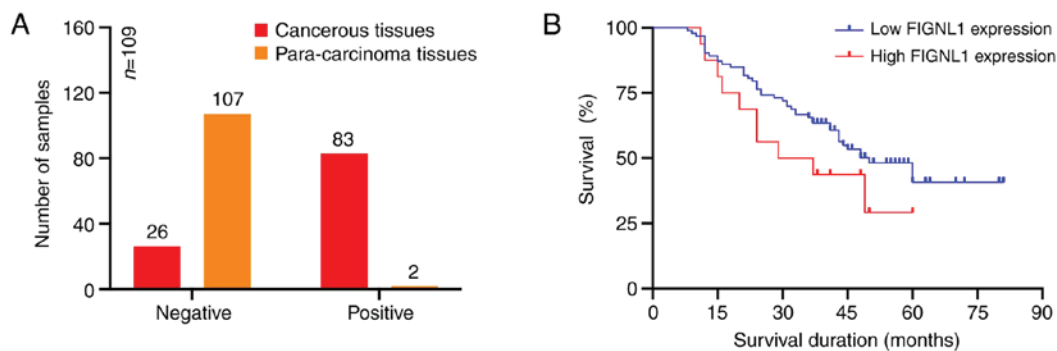 A
Number of samples
160
120
80
40
0
n=109
Cancerous tissues
Para-carcinoma tissues
26
107
83
2
Negative
Positive
B
Survival (%)
100
75
50
25
0
Low FIGNL1 expression
High FIGNL1 expression
0 15 30 45 60 75 90
Survival duration (months)